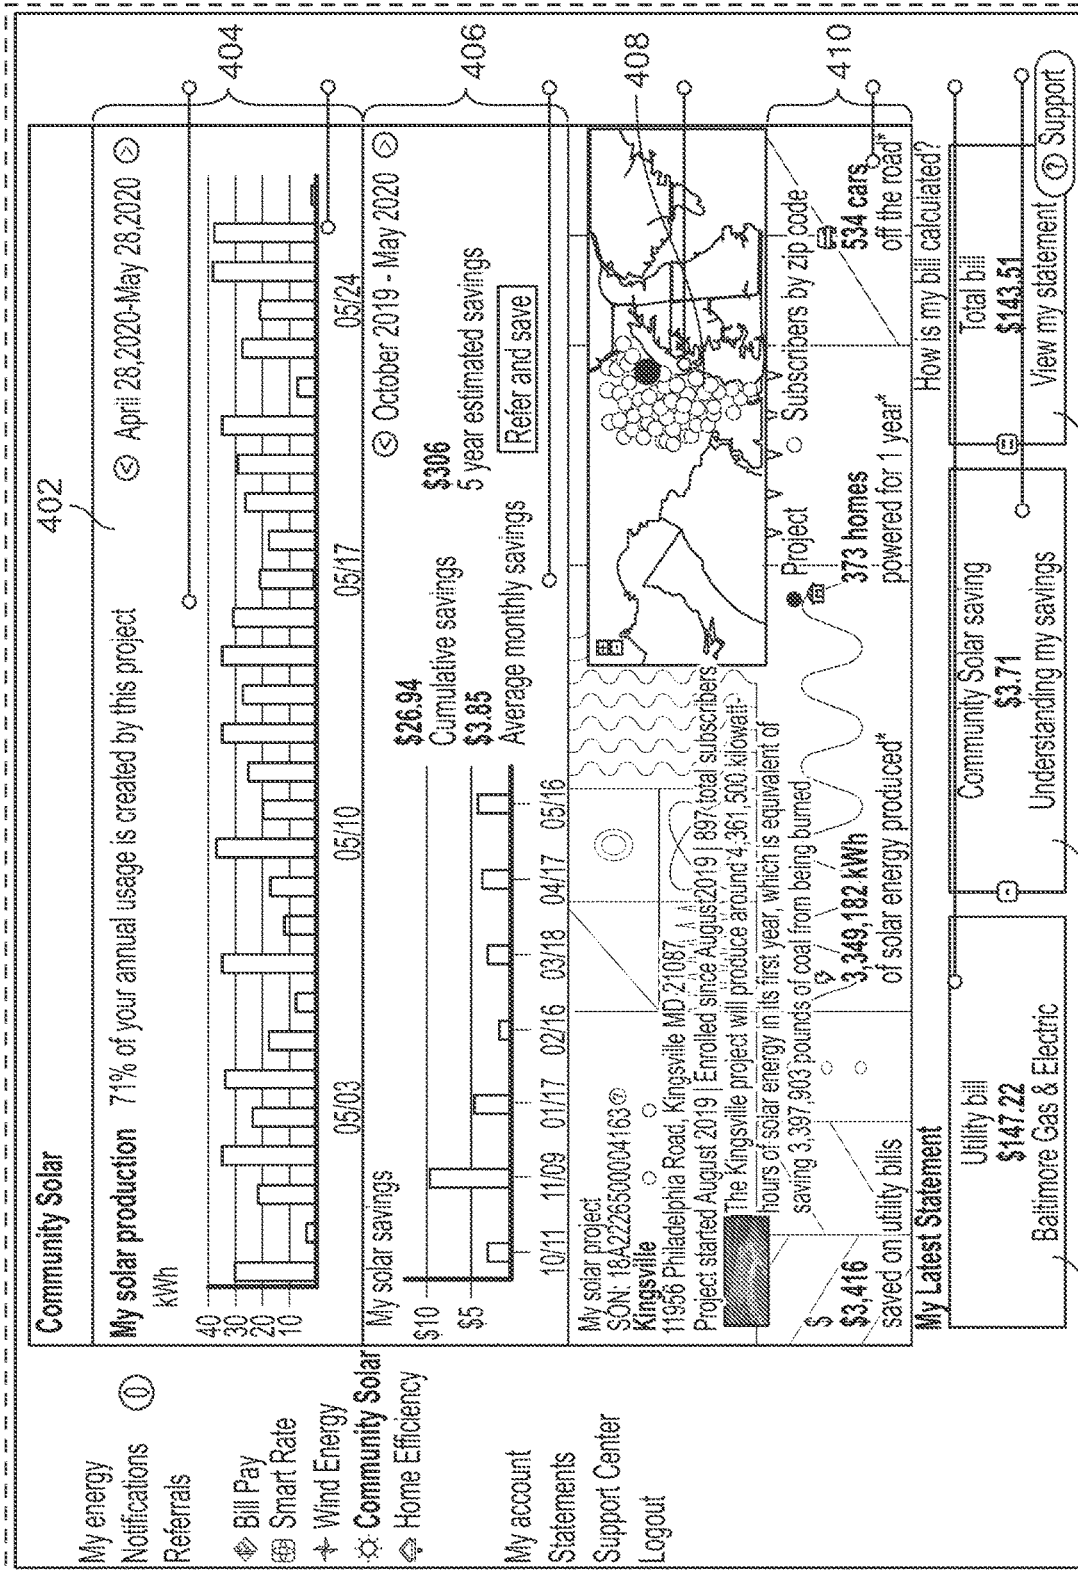 My energy
Notifications 0
Referrals
Bill Pay
Smart Rate
Wind Energy
Community Solar
Home Efficiency
My account
Statements
Support Center
Logout
Community Solar
402
My solar production 71% of your annual usage is created by this project
< April 28,2020-May 28,2020 >
404
kWh
40
30
20
10
05/03 05/10 05/17 05/24
My solar savings
< October 2019 - May 2020 >
406
$10
$5
10/11 11/09 01/17 02/16 03/18 04/17 05/16
$26.94
Cumulative savings
$3.85
Average monthly savings
$306
5 year estimated savings
Refer and save
408
My solar project
SON: 18A2226500004163
Kingsville
11956 Philadelphia Road, Kingsville MD 21087
Project started August 2019 | Enrolled since August2019 | 897 total subscribers
The Kingsville project will produce around 4,361,500 kilowatt-
hours of solar energy in its first year, which is equivalent of
saving 3,397,903 pounds of coal from being burned
Project Subscribers by zip code
410
$
$3,416
saved on utility bills
3,349,182 kWh
of solar energy produced*
373 homes
powered for 1 year*
534 cars
off the road*
My Latest Statement
How is my bill calculated?
Utility bill
$147.22
Baltimore Gas & Electric
Community Solar saving
$3.71
Understanding my savings
Total bill
$143.51
View my statement
? Support